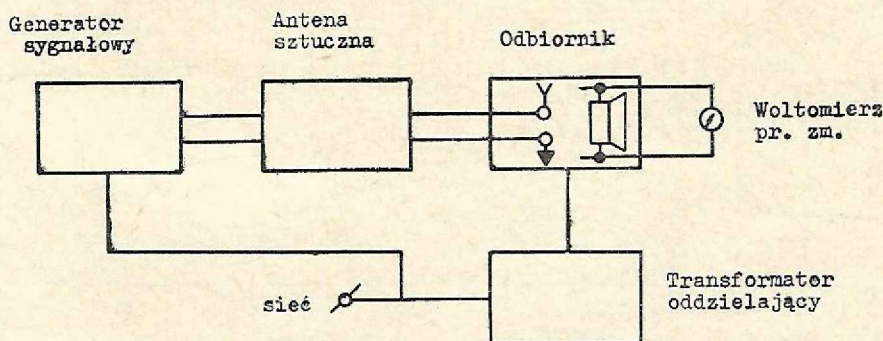 Generator
sygnałowy
Antena
sztuczna
Odbiornik
Woltomierz
pr. zm.
sieć
Transformator
oddzielający